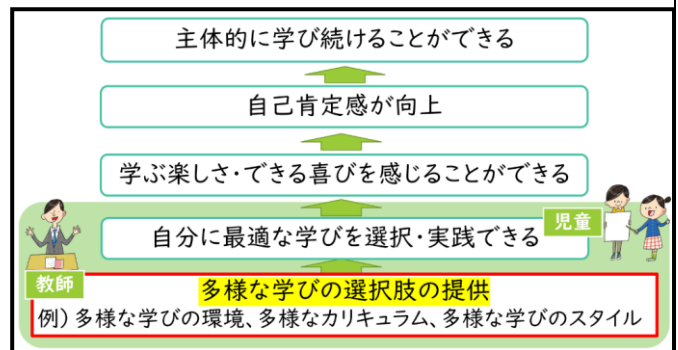 主体的に学び続けることができる
自己肯定感が向上
学ぶ楽しさ・できる喜びを感じることができる
自分に最適な学びを選択・実践できる
児童
教師
多様な学びの選択肢の提供
例）多様な学びの環境、多様なカリキュラム、多様な学びのスタイル